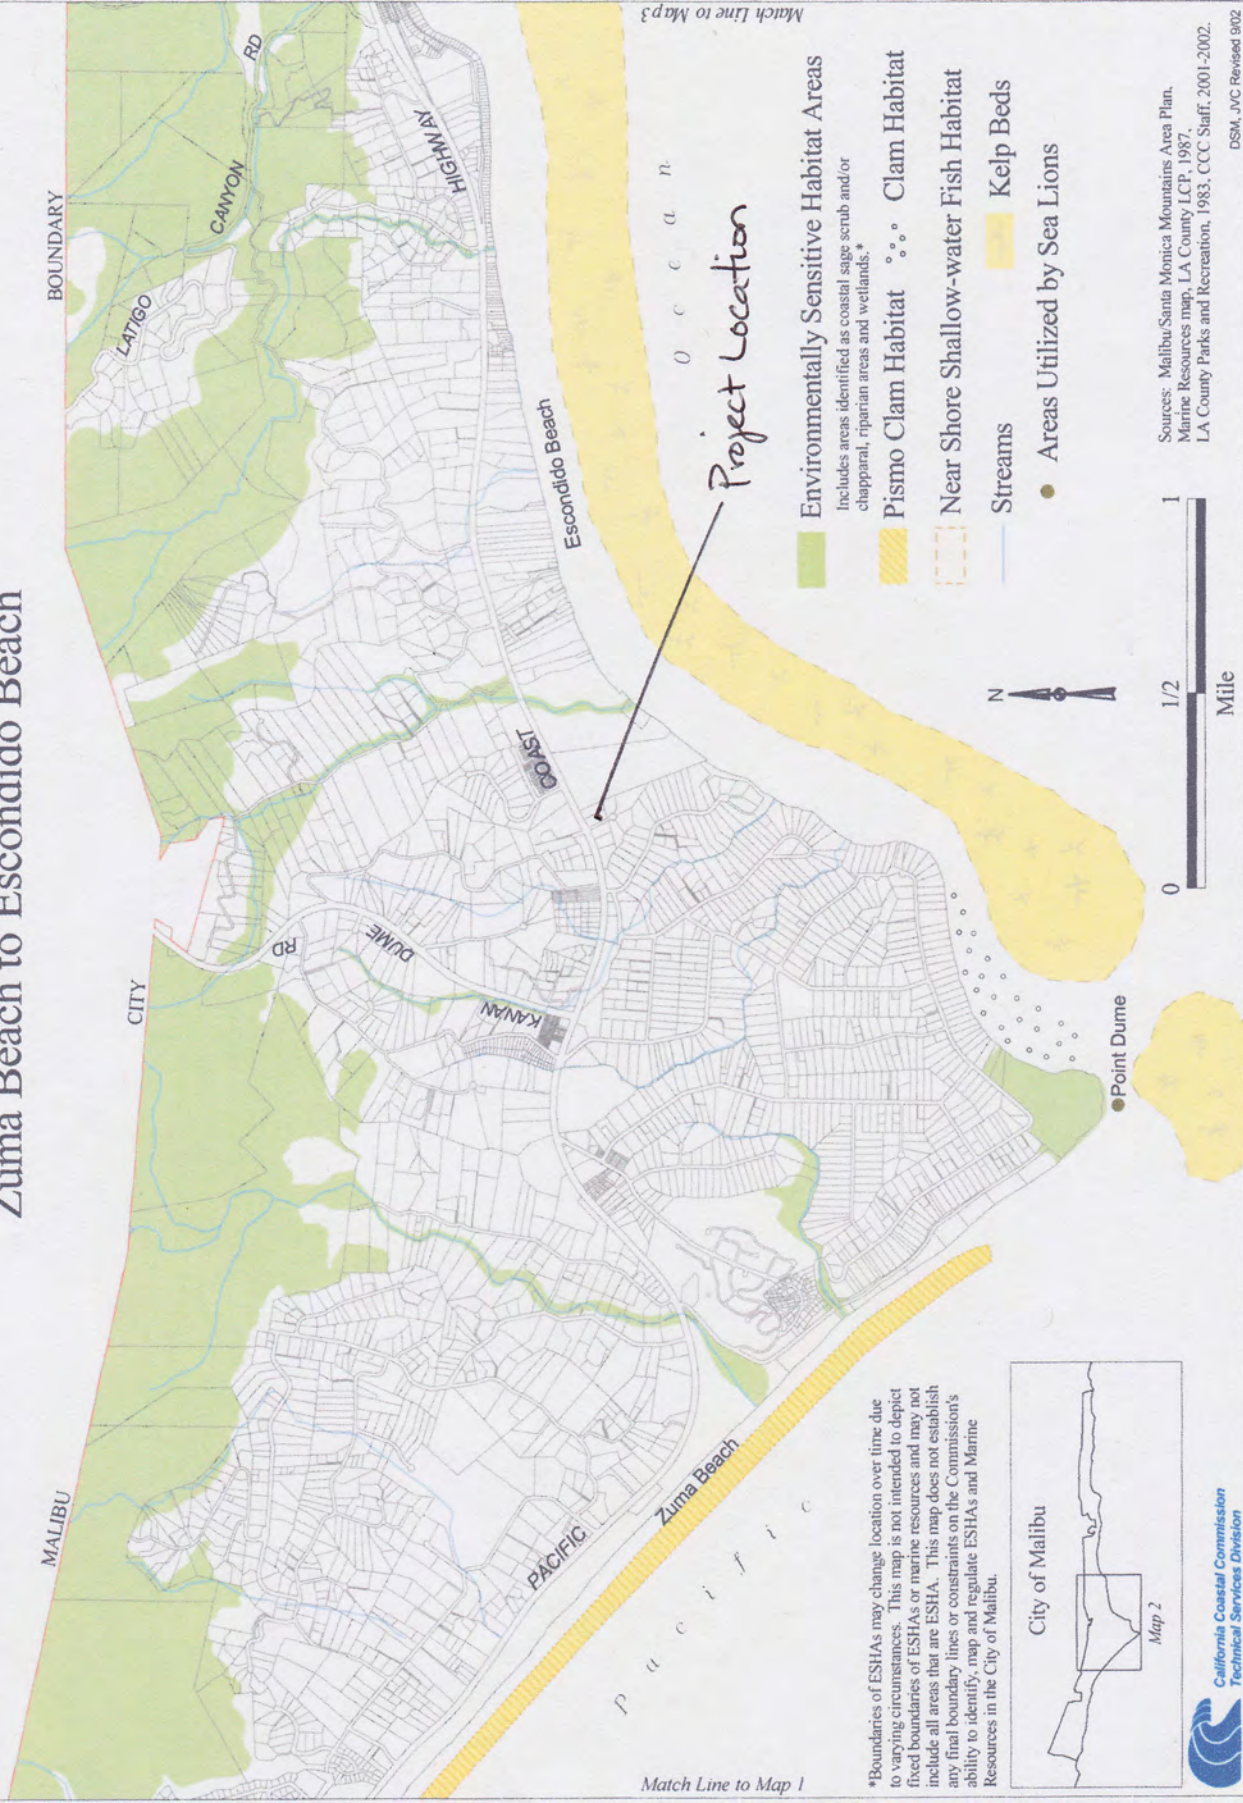 Zuma Beach to Escondido Beach
MALIBU
CITY
BOUNDARY
LATIGO
CANYON
RD
RD
DUME
KANAN
COAST
HIGHWAY
PACIFIC
Escondido Beach
Zuma Beach
Point Dume
Pacific
Ocean
Project Location
Match Line to Map 1
Match Line to Map 3
*Boundaries of ESHAs may change location over time due
to varying circumstances. This map is not intended to depict
fixed boundaries of ESHAs or marine resources and may not
include all areas that are ESHA. This map does not establish
any final boundary lines or constraints on the Commission's
ability to identify, map and regulate ESHAs and Marine
Resources in the City of Malibu.
City of Malibu
Map 2
California Coastal Commission
Technical Services Division
N
0 1/2 1
Mile
Environmentally Sensitive Habitat Areas
Includes areas identified as coastal sage scrub and/or
chapparal, riparian areas and wetlands.*
Pismo Clam Habitat Clam Habitat
Near Shore Shallow-water Fish Habitat
Streams Kelp Beds
Areas Utilized by Sea Lions
Sources: Malibu/Santa Monica Mountains Area Plan,
Marine Resources map, LA County LCP, 1987,
LA County Parks and Recreation, 1983, CCC Staff, 2001-2002.
DSM, JVC Revised 9/02